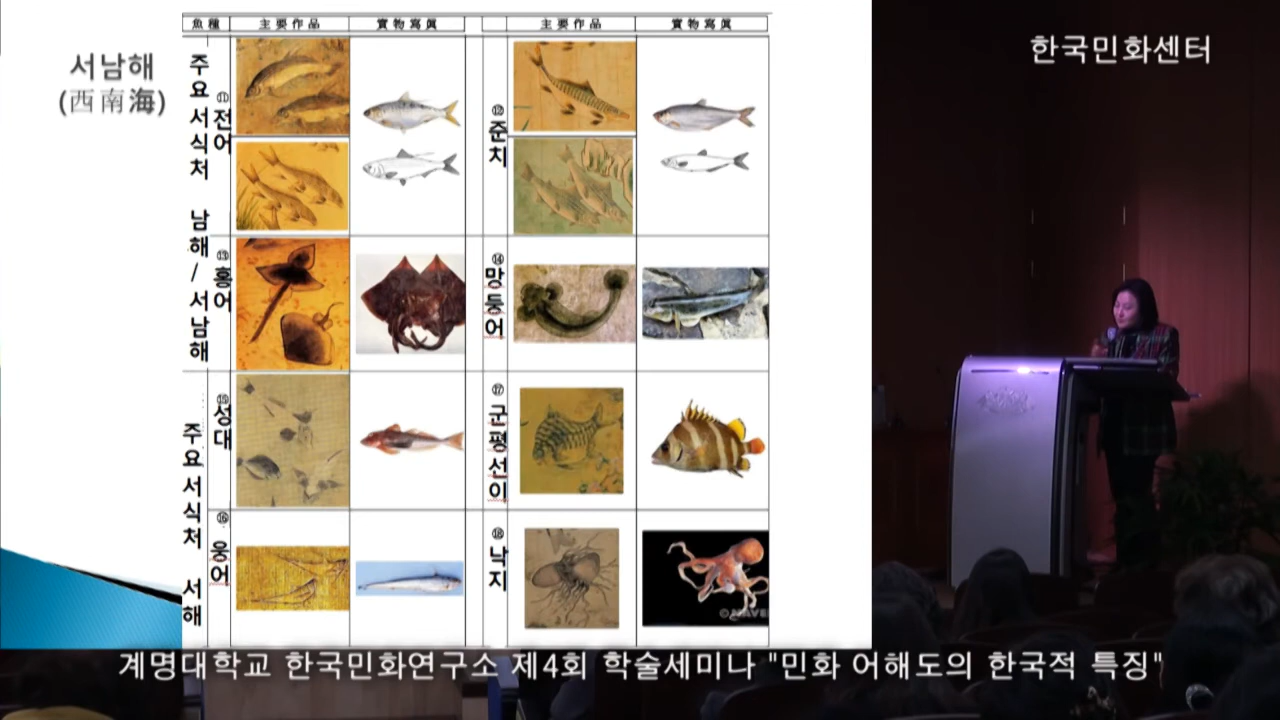 魚種 主要作品 實物寫眞 主要作品 實物寫眞
서남해
(西南海)
한국민화센터
주요 서식처 남해 / 서남해
⑪ 전어
⑫ 준치
⑬ 홍어
⑭ 망둥어
주요 서식처 서해
⑮ 성대
⑰ 군평선이
⑯ 웅어
⑱ 낙지
계명대학교 한국민화연구소 제4회 학술세미나 "민화 어해도의 한국적 특징"